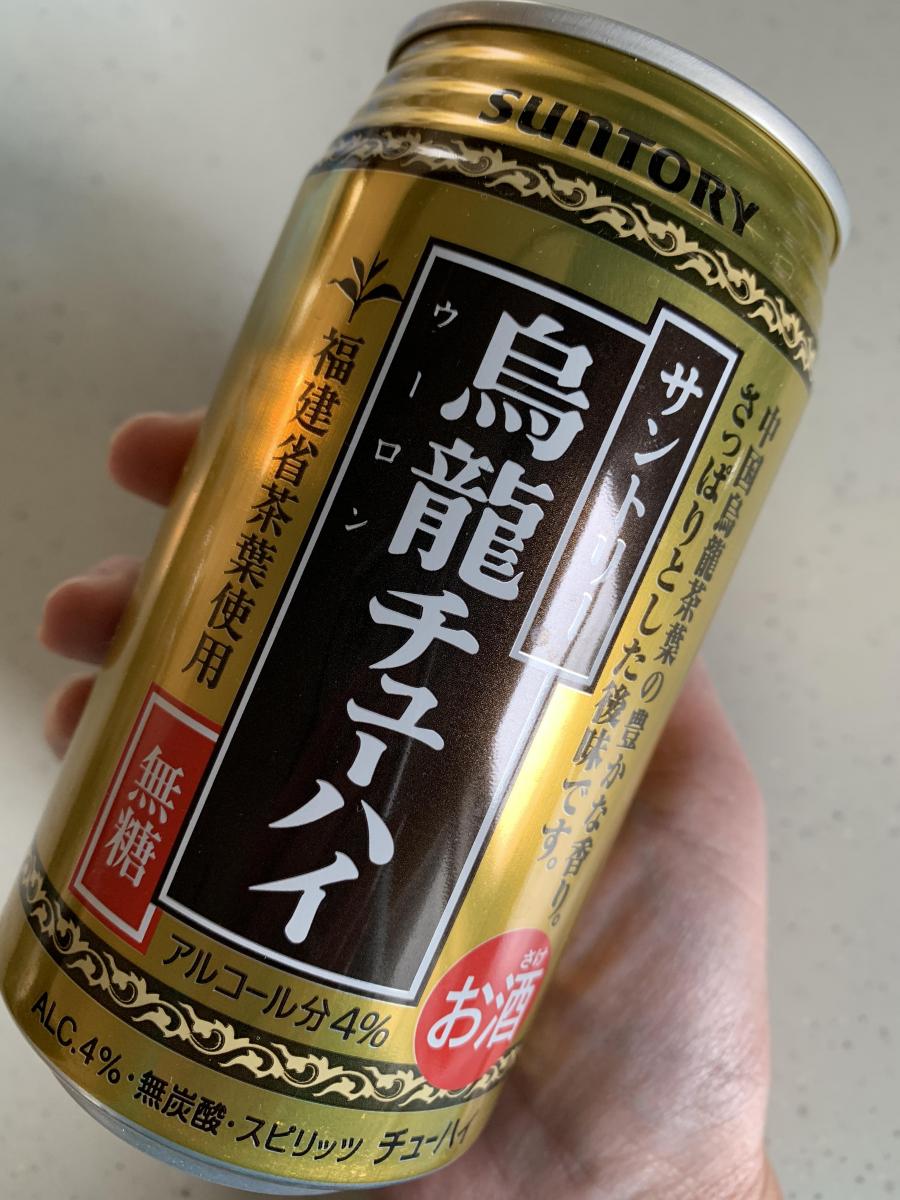 SUNTORY
中国烏龍茶葉の豊かな香り。
さっぱりとした後味です。
サントリー
烏龍チューハイ
ウーロン
福建省茶葉使用
無糖
アルコール分4%
さけ
お酒
ALC.4%・無炭酸・スピリッツ チューハイ